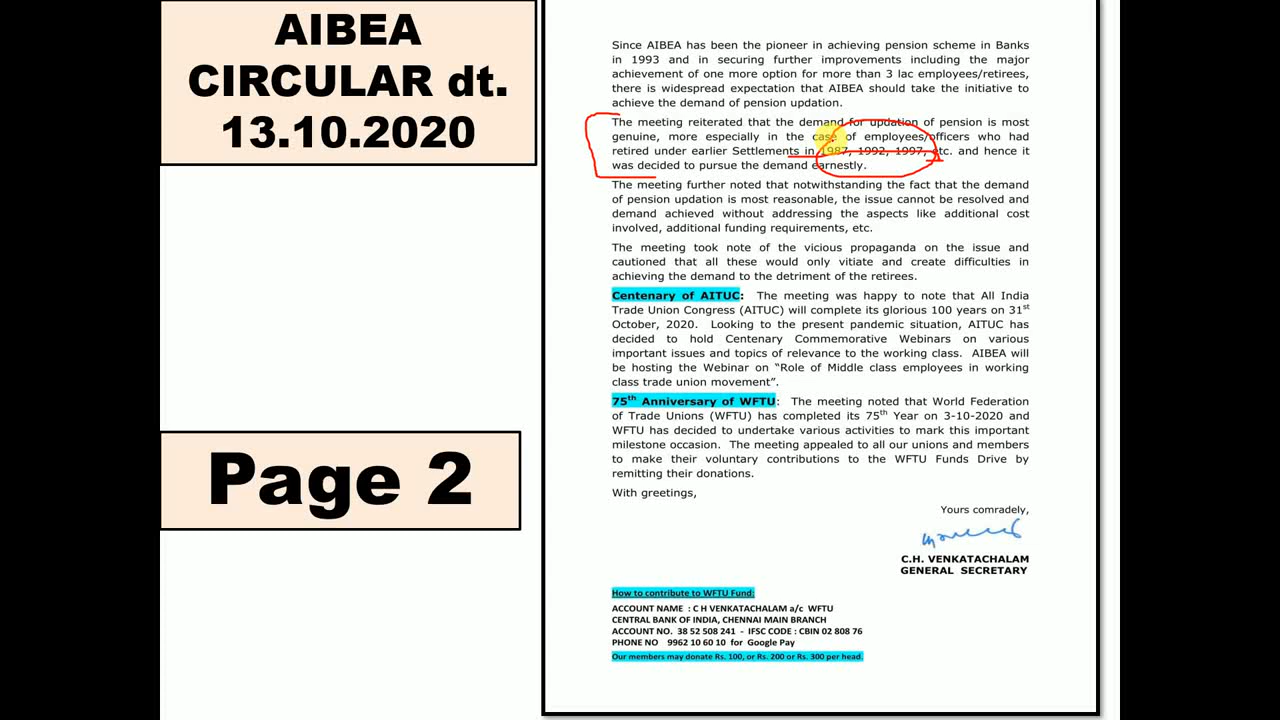 AIBEA
CIRCULAR dt.
13.10.2020
Page 2
Since AIBEA has been the pioneer in achieving pension scheme in Banks
in 1993 and in securing further improvements including the major
achievement of one more option for more than 3 lac employees/retirees,
there is widespread expectation that AIBEA should take the initiative to
achieve the demand of pension updation.
The meeting reiterated that the demand for updation of pension is most
genuine, more especially in the case of employees/officers who had
retired under earlier Settlements in 1987, 1992, 1997, etc. and hence it
was decided to pursue the demand earnestly.
The meeting further noted that notwithstanding the fact that the demand
of pension updation is most reasonable, the issue cannot be resolved and
demand achieved without addressing the aspects like additional cost
involved, additional funding requirements, etc.
The meeting took note of the vicious propaganda on the issue and
cautioned that all these would only vitiate and create difficulties in
achieving the demand to the detriment of the retirees.
Centenary of AITUC: The meeting was happy to note that All India
Trade Union Congress (AITUC) will complete its glorious 100 years on 31st
October, 2020. Looking to the present pandemic situation, AITUC has
decided to hold Centenary Commemorative Webinars on various
important issues and topics of relevance to the working class. AIBEA will
be hosting the Webinar on “Role of Middle class employees in working
class trade union movement”.
75th Anniversary of WFTU: The meeting noted that World Federation
of Trade Unions (WFTU) has completed its 75th Year on 3-10-2020 and
WFTU has decided to undertake various activities to mark this important
milestone occasion. The meeting appealed to all our unions and members
to make their voluntary contributions to the WFTU Funds Drive by
remitting their donations.
With greetings,
Yours comradely,
C.H. VENKATACHALAM
GENERAL SECRETARY
How to contribute to WFTU Fund:
ACCOUNT NAME : C H VENKATACHALAM a/c WFTU
CENTRAL BANK OF INDIA, CHENNAI MAIN BRANCH
ACCOUNT NO. 38 52 508 241 - IFSC CODE : CBIN 02 808 76
PHONE NO 9962 10 60 10 for Google Pay
Our members may donate Rs. 100, or Rs. 200 or Rs. 300 per head.